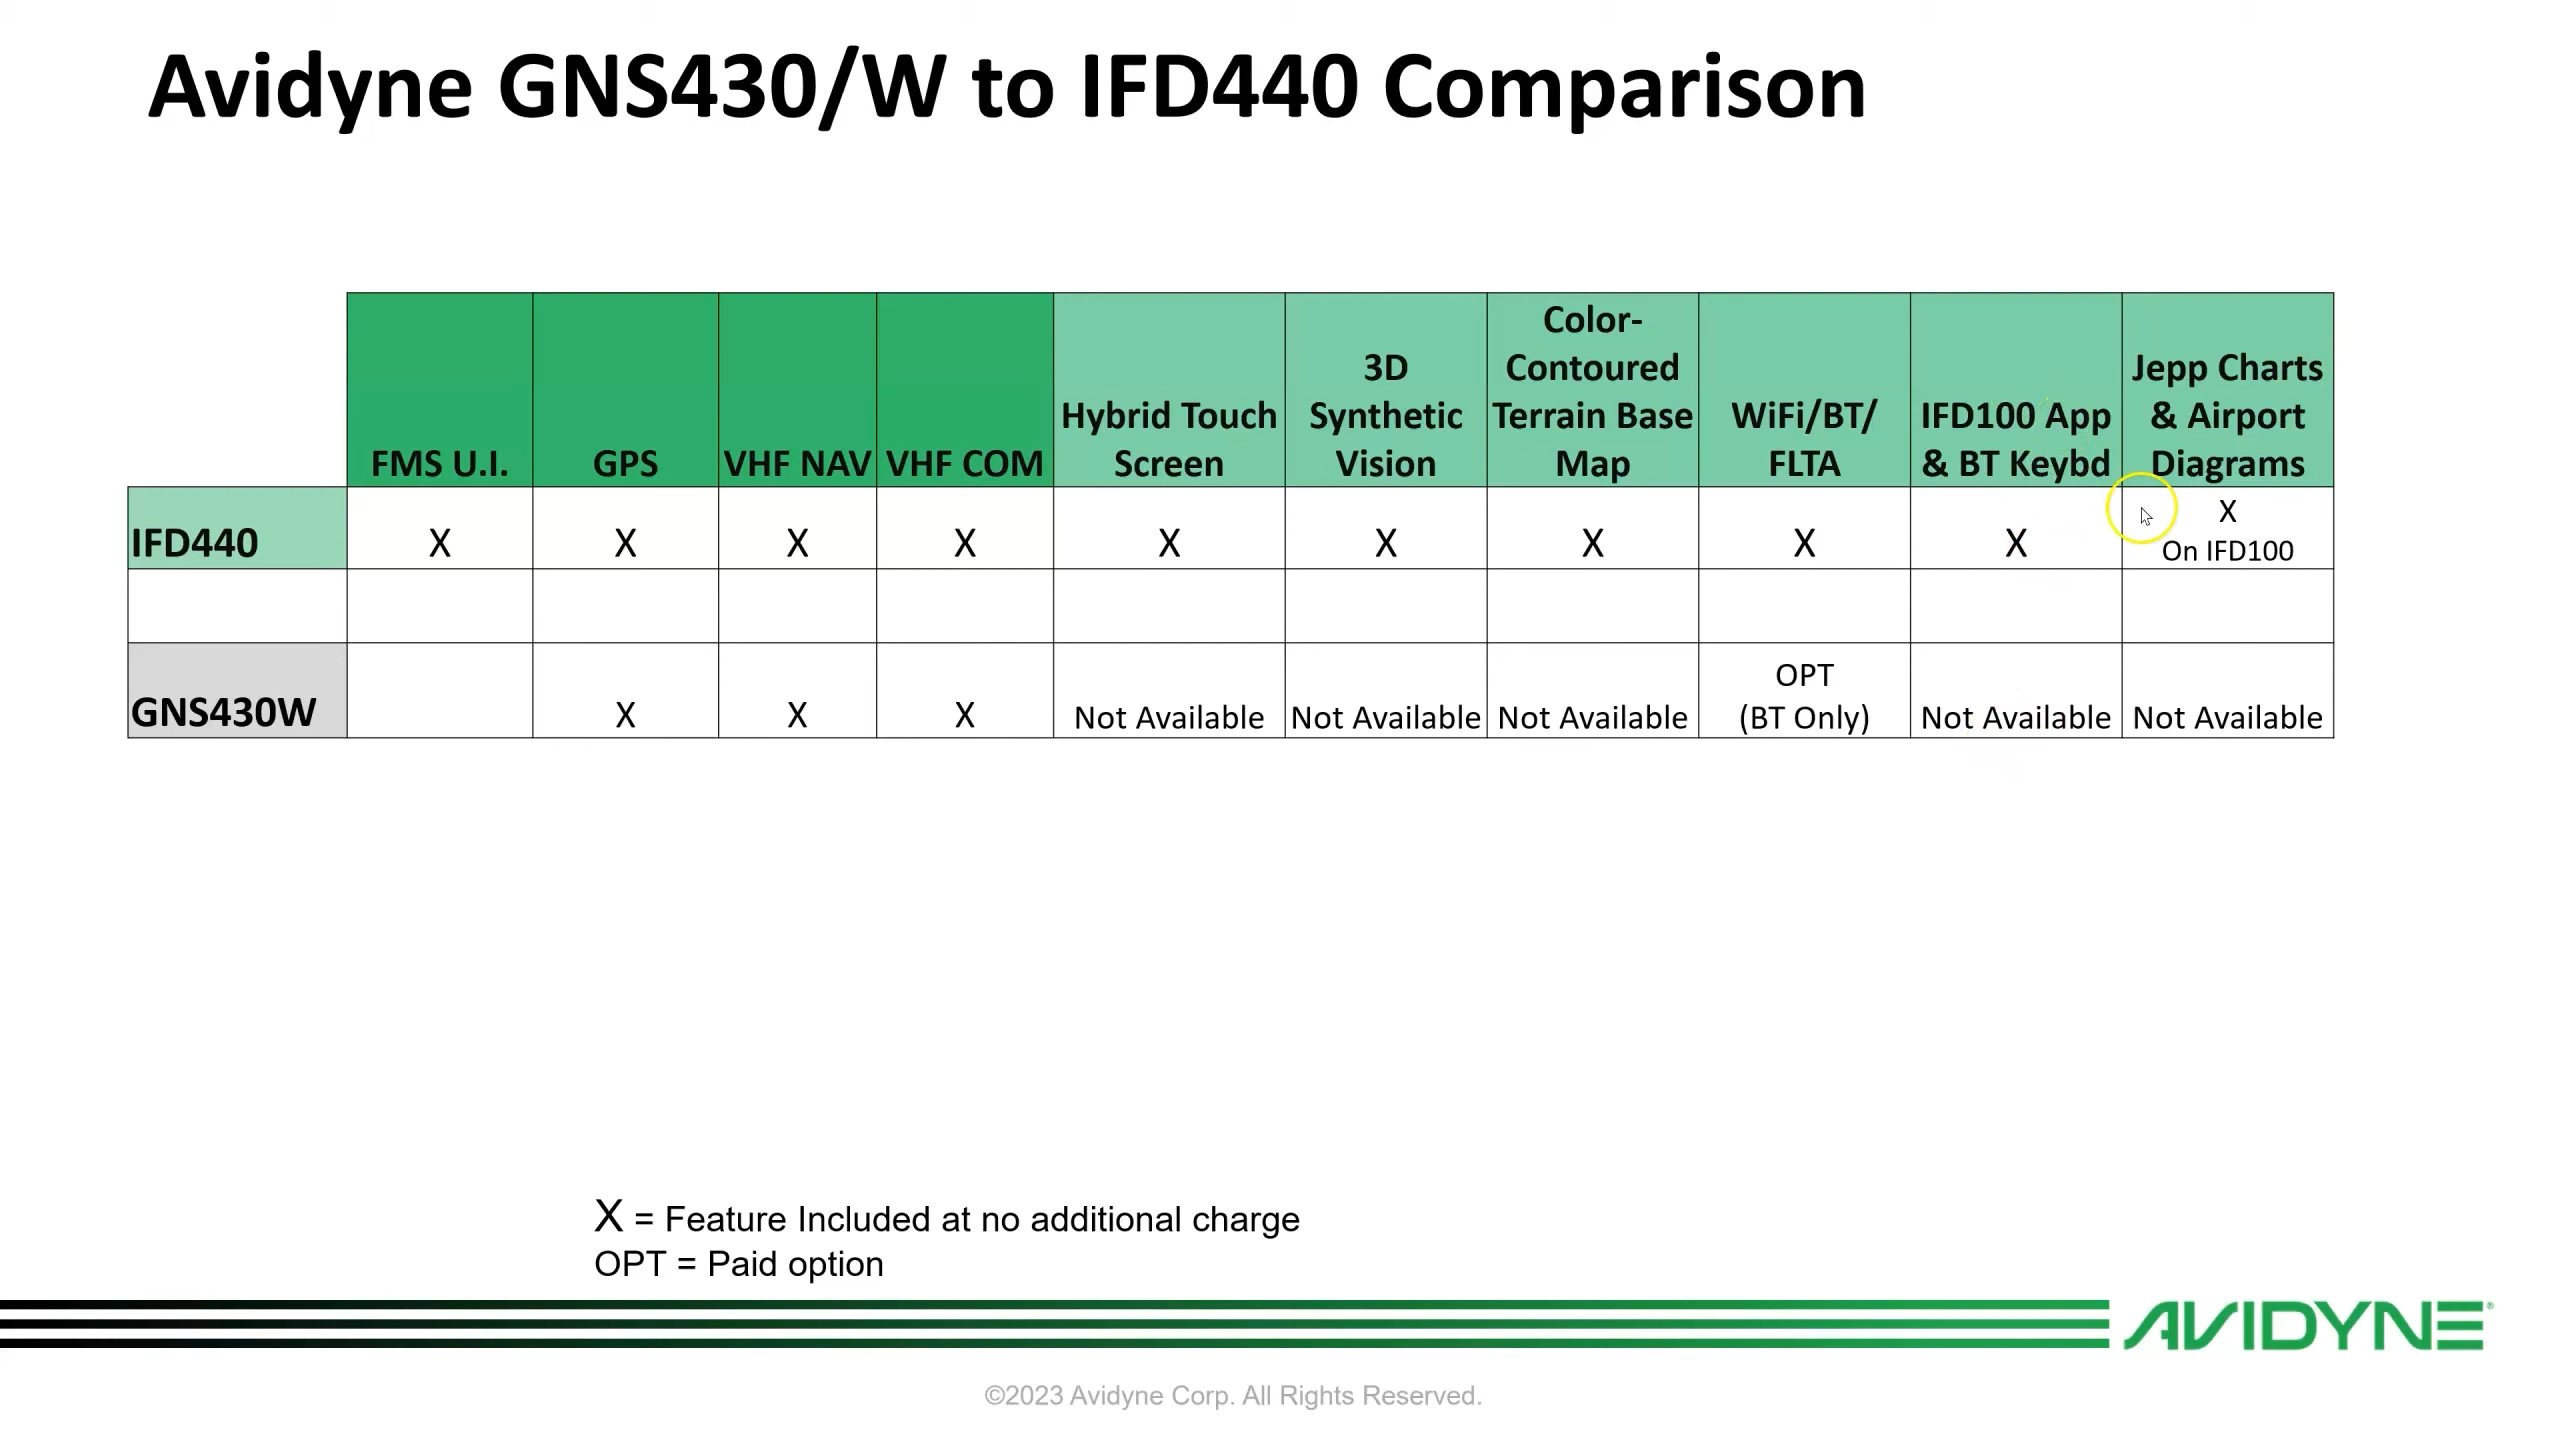 Avidyne GNS430/W to IFD440 Comparison
FMS U.I.
GPS
VHF NAV
VHF COM
Hybrid Touch
Screen
3D
Synthetic
Vision
Color-
Contoured
Terrain Base
Map
WiFi/BT/
FLTA
IFD100 App
& BT Keybd
Jepp Charts
& Airport
Diagrams
IFD440
X
X
X
X
X
X
X
X
X
X
On IFD100
GNS430W
X
X
X
Not Available
Not Available
Not Available
OPT
(BT Only)
Not Available
Not Available
X = Feature Included at no additional charge
OPT = Paid option
AVIDYNE®
©2023 Avidyne Corp. All Rights Reserved.